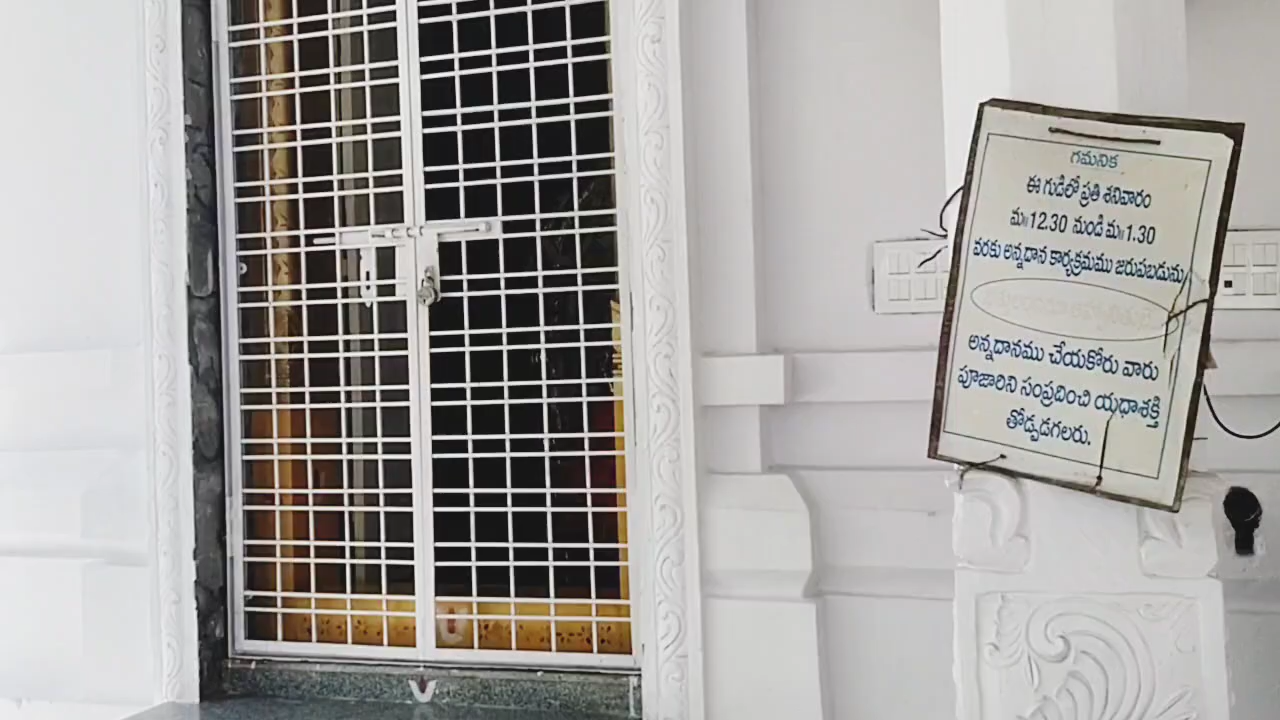 గమనిక
ఈ గుడిలో ప్రతి శనివారం
మ॥12.30 నుండి మ॥1.30
వరకు అన్నదాన కార్యక్రమము జరుపబడును
అన్నదానము చేయకోరు వారు
పూజారిని సంప్రదించి యధాశక్తి
తోడ్పడగలరు.